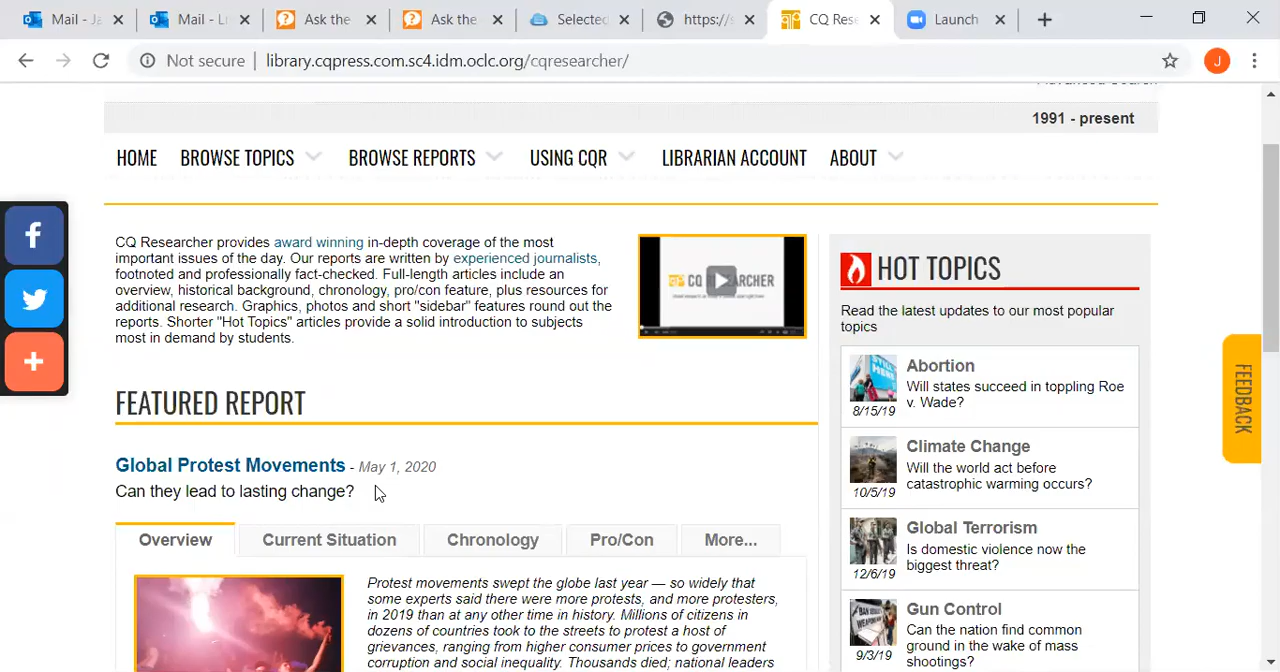 Mail - Ja
Mail - Li
Ask the
Ask the
Selected
https://s
CQ Rese
Launch
Not secure
library.cqpress.com.sc4.idm.oclc.org/cqresearcher/
J
1991 - present
HOME BROWSE TOPICS BROWSE REPORTS USING CQR LIBRARIAN ACCOUNT ABOUT
CQ Researcher provides award winning in-depth coverage of the most
important issues of the day. Our reports are written by experienced journalists,
footnoted and professionally fact-checked. Full-length articles include an
overview, historical background, chronology, pro/con feature, plus resources for
additional research. Graphics, photos and short "sidebar" features round out the
reports. Shorter "Hot Topics" articles provide a solid introduction to subjects
most in demand by students.
CQ RESEARCHER
FEATURED REPORT
Global Protest Movements - May 1, 2020
Can they lead to lasting change?
Overview Current Situation Chronology Pro/Con More...
Protest movements swept the globe last year — so widely that
some experts said there were more protests, and more protesters,
in 2019 than at any other time in history. Millions of citizens in
dozens of countries took to the streets to protest a host of
grievances, ranging from higher consumer prices to government
corruption and social inequality. Thousands died; national leaders
HOT TOPICS
Read the latest updates to our most popular
topics
Abortion
Will states succeed in toppling Roe
v. Wade?
8/15/19
Climate Change
Will the world act before
catastrophic warming occurs?
10/5/19
Global Terrorism
Is domestic violence now the
biggest threat?
12/6/19
Gun Control
Can the nation find common
ground in the wake of mass
shootings?
9/3/19
FEEDBACK